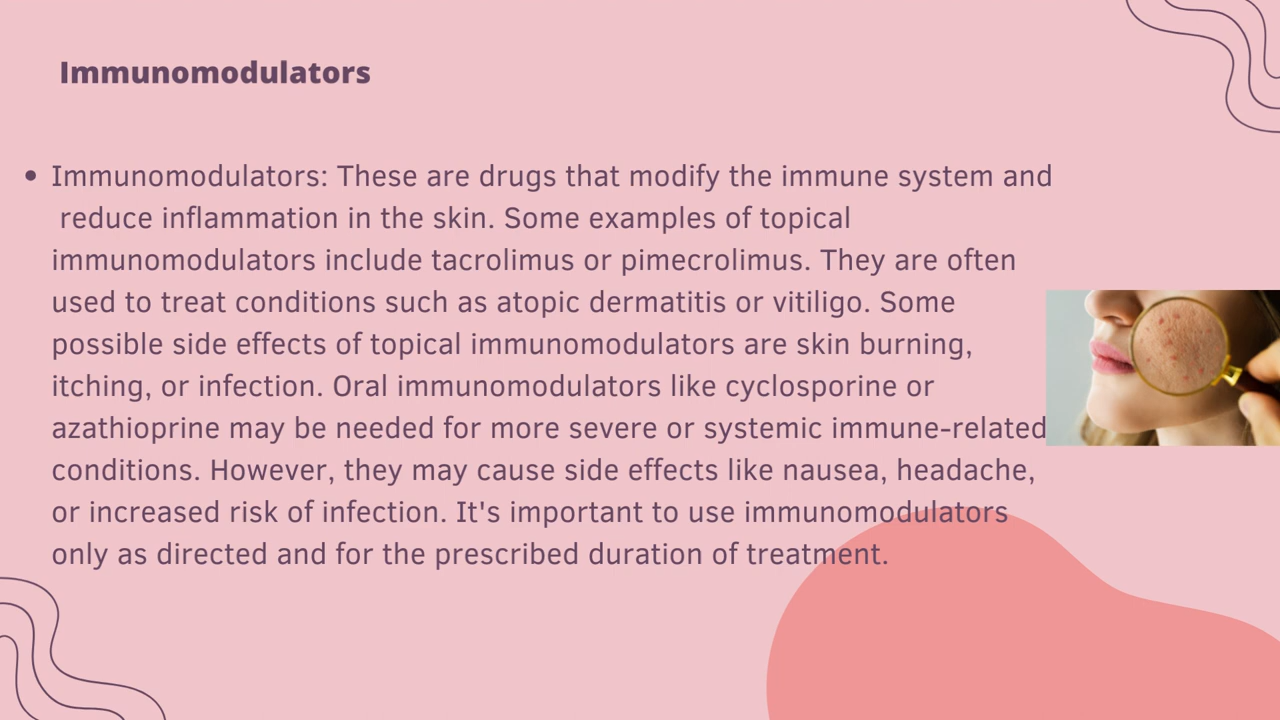 Immunomodulators
• Immunomodulators: These are drugs that modify the immune system and
reduce inflammation in the skin. Some examples of topical
immunomodulators include tacrolimus or pimecrolimus. They are often
used to treat conditions such as atopic dermatitis or vitiligo. Some
possible side effects of topical immunomodulators are skin burning,
itching, or infection. Oral immunomodulators like cyclosporine or
azathioprine may be needed for more severe or systemic immune-related
conditions. However, they may cause side effects like nausea, headache,
or increased risk of infection. It's important to use immunomodulators
only as directed and for the prescribed duration of treatment.